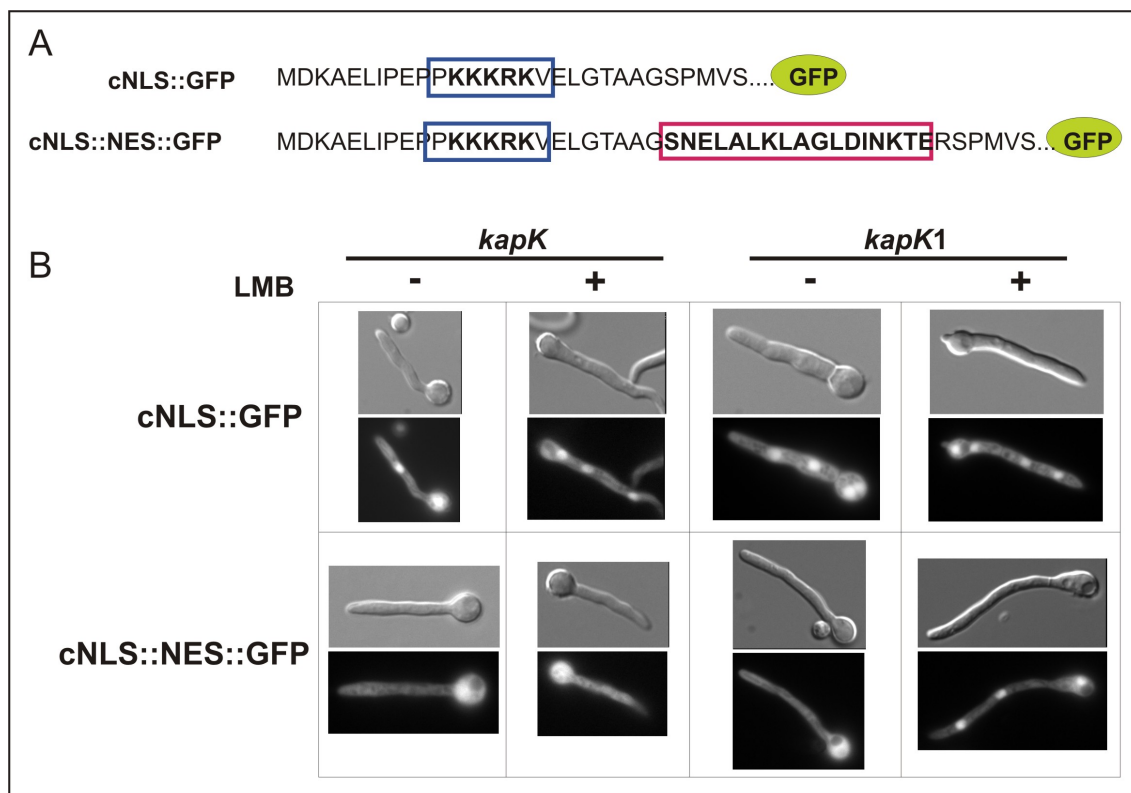 A
cNLS::GFP MDKAELIPEPPKKKRKVELGTAAGSPMVS.... GFP
cNLS::NES::GFP MDKAELIPEPPKKKRKVELGTAAGSNELALKLAGLDINKTERSPMVS... GFP
B
kapK kapK1
LMB - + - +
cNLS::GFP
cNLS::NES::GFP